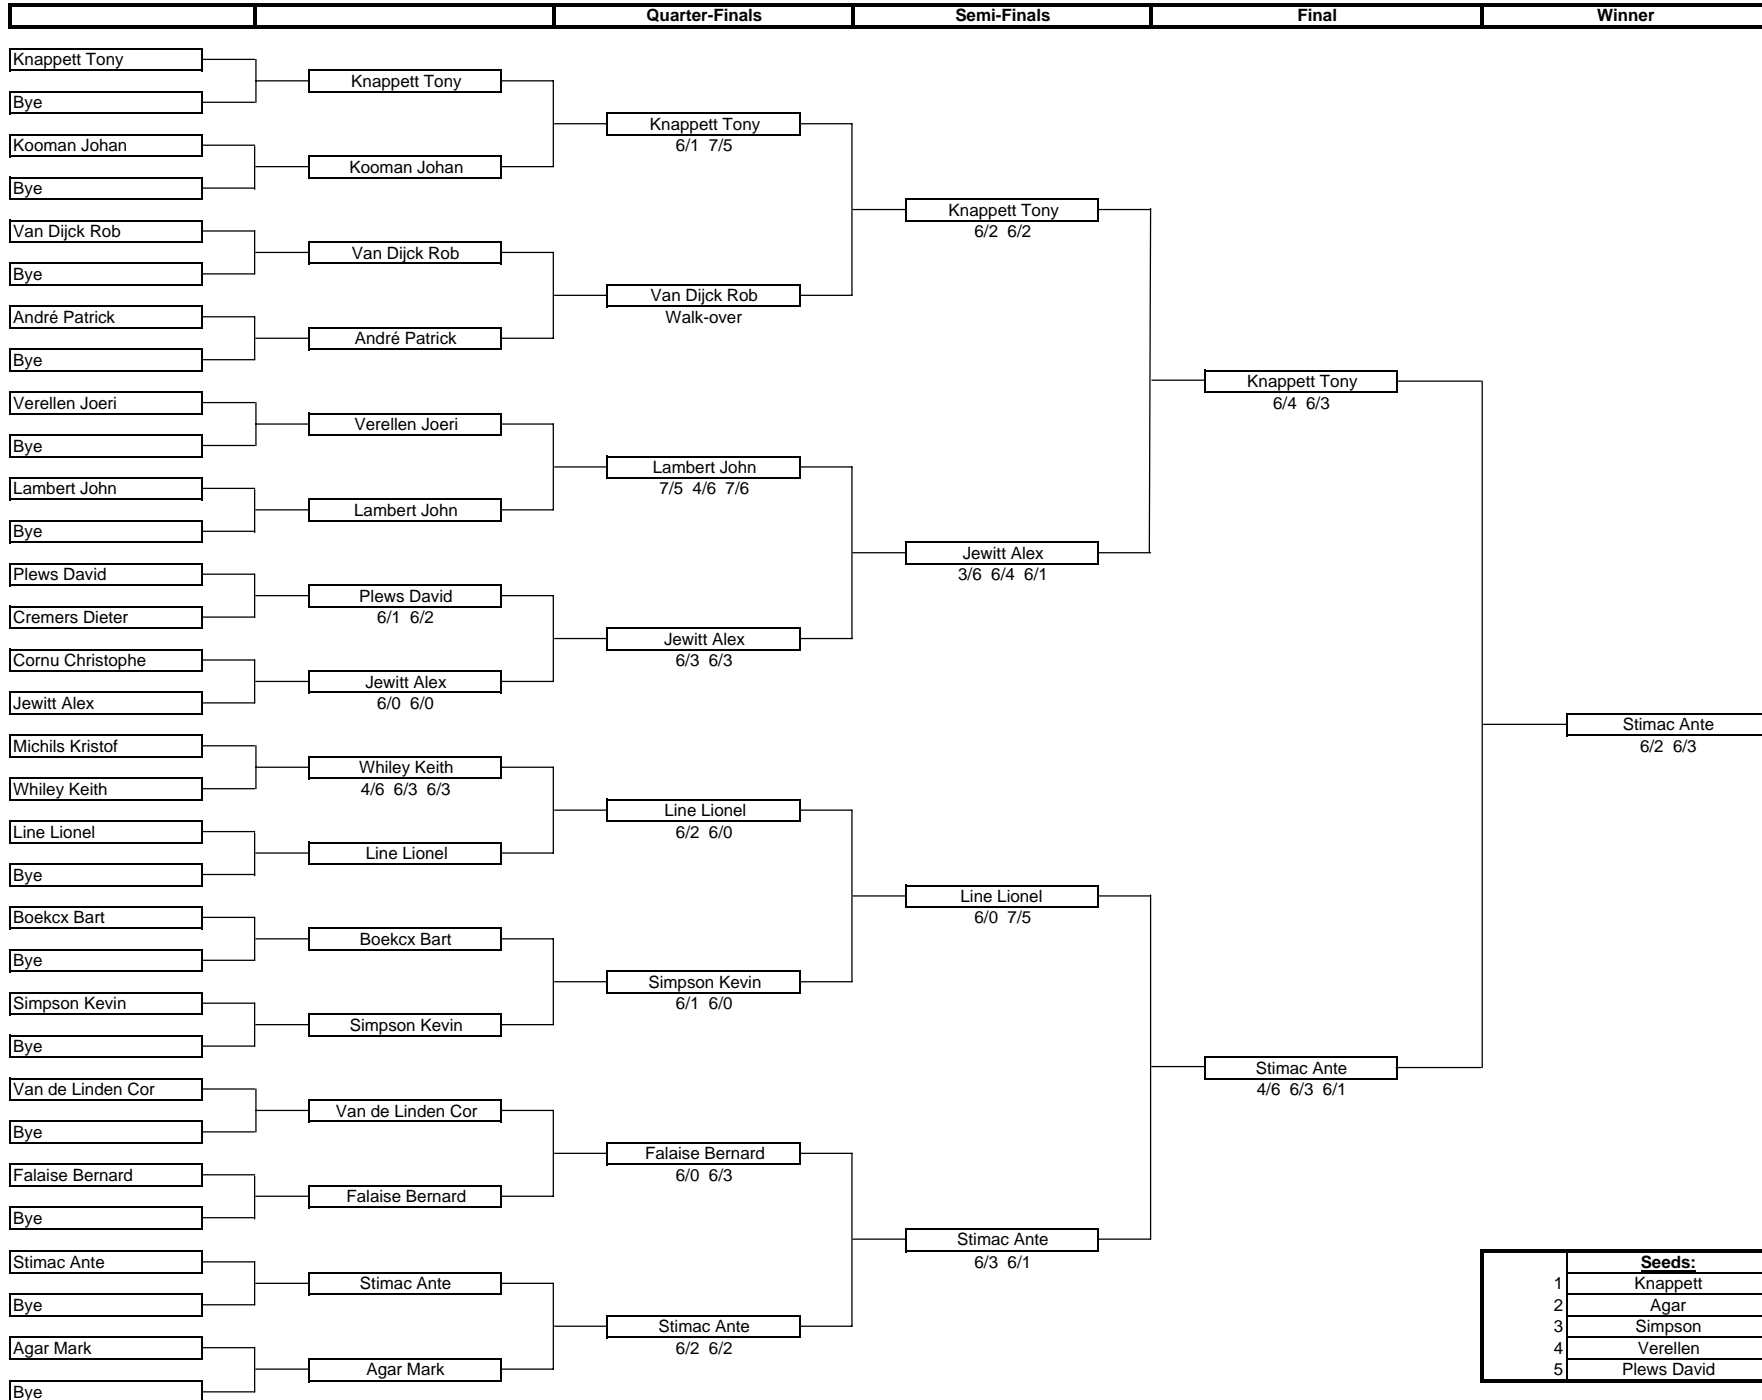 Quarter-Finals Semi-Finals Final Winner
Knappett Tony
Bye
Kooman Johan
Bye
Van Dijck Rob
Bye
André Patrick
Bye
Verellen Joeri
Bye
Lambert John
Bye
Plews David
Cremers Dieter
Cornu Christophe
Jewitt Alex
Michils Kristof
Whiley Keith
Line Lionel
Bye
Boekcx Bart
Bye
Simpson Kevin
Bye
Van de Linden Cor
Bye
Falaise Bernard
Bye
Stimac Ante
Bye
Agar Mark
Bye
Knappett Tony
Kooman Johan
Van Dijck Rob
André Patrick
Verellen Joeri
Lambert John
Plews David
6/1 6/2
Jewitt Alex
6/0 6/0
Whiley Keith
4/6 6/3 6/3
Line Lionel
Boekcx Bart
Simpson Kevin
Van de Linden Cor
Falaise Bernard
Stimac Ante
Agar Mark
Knappett Tony
6/1 7/5
Van Dijck Rob
Walk-over
Lambert John
7/5 4/6 7/6
Jewitt Alex
6/3 6/3
Line Lionel
6/2 6/0
Simpson Kevin
6/1 6/0
Falaise Bernard
6/0 6/3
Stimac Ante
6/2 6/2
Knappett Tony
6/2 6/2
Jewitt Alex
3/6 6/4 6/1
Line Lionel
6/0 7/5
Stimac Ante
6/3 6/1
Knappett Tony
6/4 6/3
Stimac Ante
4/6 6/3 6/1
Stimac Ante
6/2 6/3
Seeds:
1 Knappett
2 Agar
3 Simpson
4 Verellen
5 Plews David